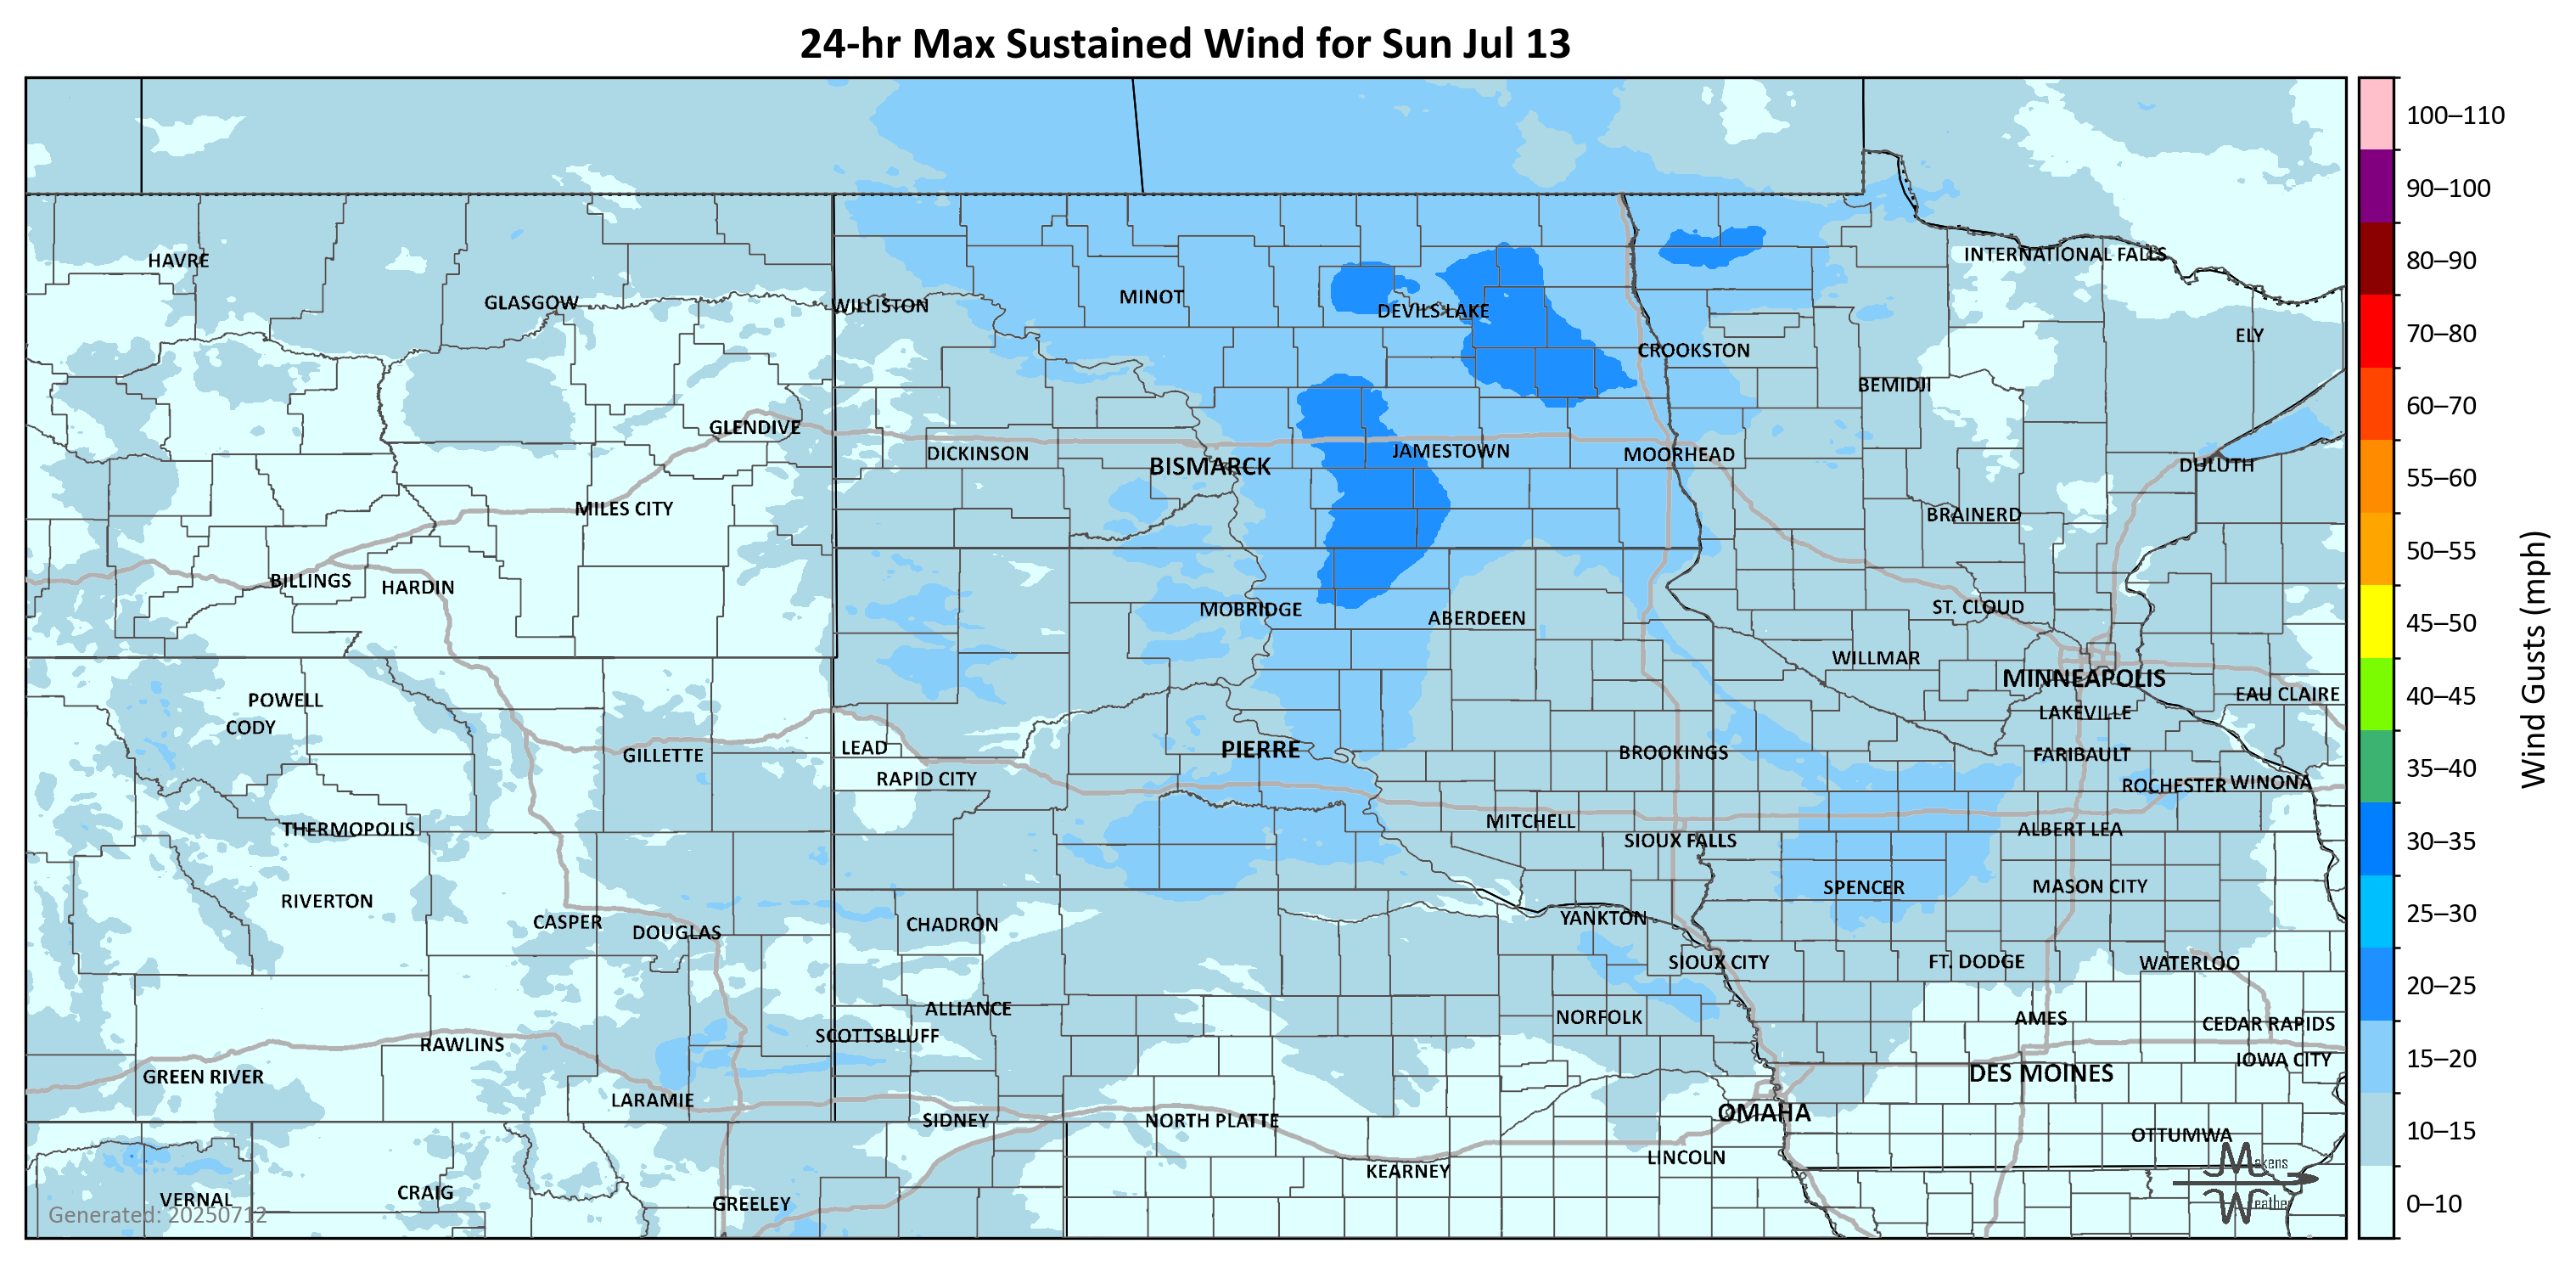 24-hr Max Sustained Wind for Sun Jul 13
100–110
90–100
80–90
70–80
60–70
55–60
50–55
45–50
40–45
35–40
30–35
25–30
20–25
15–20
10–15
0–10
Wind Gusts (mph)
HAVRE
INTERNATIONAL FALLS
GLASGOW
WILLISTON
MINOT
DEVILS LAKE
ELY
CROOKSTON
BEMIDJI
GLENDIVE
DICKINSON
BISMARCK
JAMESTOWN
MOORHEAD
DULUTH
MILES CITY
BRAINERD
BILLINGS
HARDIN
MOBRIDGE
ABERDEEN
ST. CLOUD
WILLMAR
MINNEAPOLIS
POWELL
EAU CLAIRE
CODY
LAKEVILLE
GILLETTE
LEAD
PIERRE
BROOKINGS
FARIBAULT
RAPID CITY
ROCHESTER
WINONA
THERMOPOLIS
MITCHELL
SIOUX FALLS
ALBERT LEA
RIVERTON
SPENCER
MASON CITY
CASPER
DOUGLAS
CHADRON
YANKTON
SIOUX CITY
FT. DODGE
WATERLOO
ALLIANCE
NORFOLK
AMES
CEDAR RAPIDS
RAWLINS
SCOTTSBLUFF
IOWA CITY
GREEN RIVER
DES MOINES
LARAMIE
SIDNEY
NORTH PLATTE
OMAHA
OTTUMWA
KEARNEY
LINCOLN
Makens
Weather
VERNAL
CRAIG
GREELEY
Generated: 20250712